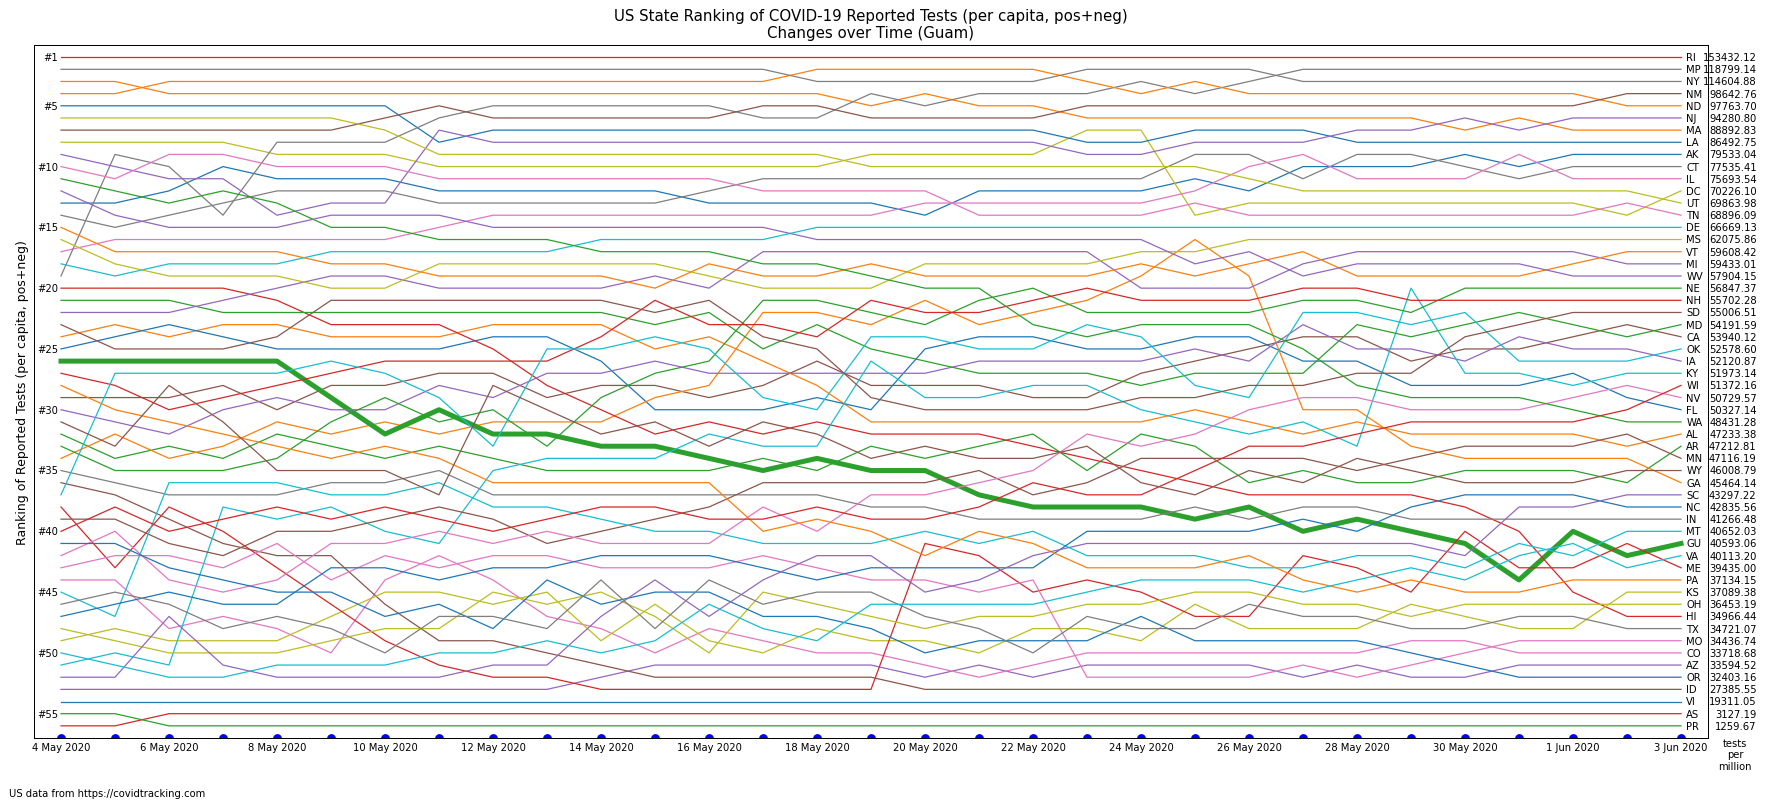 US State Ranking of COVID-19 Reported Tests (per capita, pos+neg)
Changes over Time (Guam)
Ranking of Reported Tests (per capita, pos+neg)
#1
#5
#10
#15
#20
#25
#30
#35
#40
#45
#50
#55
RI 153432.12
MP 118799.14
NY 114604.88
NM 98642.76
ND 97763.70
NJ 94280.80
MA 88892.83
LA 86492.75
AK 79533.04
CT 77535.41
IL 75693.54
DC 70226.10
UT 69863.98
TN 68896.09
DE 66669.13
MS 62075.86
VT 59608.42
MI 59433.01
WV 57904.15
NE 56847.37
NH 55702.28
SD 55006.51
MD 54191.59
CA 53940.12
OK 52578.60
IA 52120.87
KY 51973.14
WI 51372.16
NV 50729.57
FL 50327.14
WA 48431.28
AL 47233.38
AR 47212.81
MN 47116.19
WY 46008.79
GA 45464.14
SC 43297.22
NC 42835.56
IN 41266.48
MT 40652.03
GU 40593.06
VA 40113.20
ME 39435.00
PA 37134.15
KS 37089.38
OH 36453.19
HI 34966.44
TX 34721.07
MO 34436.74
CO 33718.68
AZ 33594.52
OR 32403.16
ID 27385.55
VI 19311.05
AS 3127.19
PR 1259.67
4 May 2020 6 May 2020 8 May 2020 10 May 2020 12 May 2020 14 May 2020 16 May 2020 18 May 2020 20 May 2020 22 May 2020 24 May 2020 26 May 2020 28 May 2020 30 May 2020 1 Jun 2020 3 Jun 2020
tests
per
million
US data from https://covidtracking.com